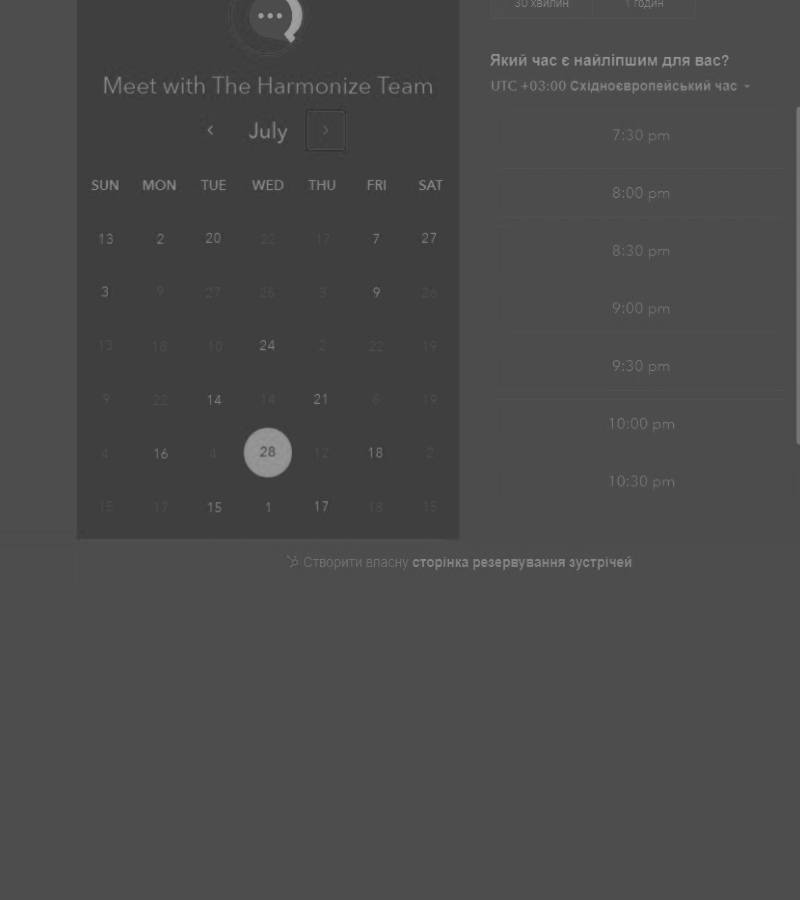 30 хвилин 1 годин
Meet with The Harmonize Team
July
SUN MON TUE WED THU FRI SAT
13 2 20 22 17 7 27
3 9 27 25 3 9 26
13 18 10 24 2 22 19
9 22 14 14 21 6 19
4 16 4 28 12 18 2
15 17 15 1 17 18 15
Який час є найліпшим для вас?
UTC +03:00 Східноєвропейський час
7:30 pm
8:00 pm
8:30 pm
9:00 pm
9:30 pm
10:00 pm
10:30 pm
Створити власну сторінка резервування зустрічей